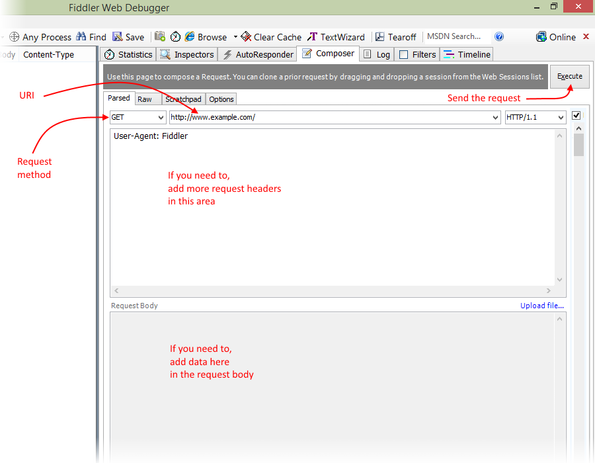 Fiddler Web Debugger
Any Process Find Save Browse Clear Cache TextWizard Tearoff MSDN Search... Online
Content-Type Statistics Inspectors AutoResponder Composer Log Filters Timeline
Use this page to compose a Request. You can clone a prior request by dragging and dropping a session from the Web Sessions list. Execute
URI
Send the request
Parsed Raw Scratchpad Options
GET http://www.example.com/ HTTP/1.1
User-Agent: Fiddler
Request
method
If you need to,
add more request headers
in this area
Request Body Upload file...
If you need to,
add data here
in the request body